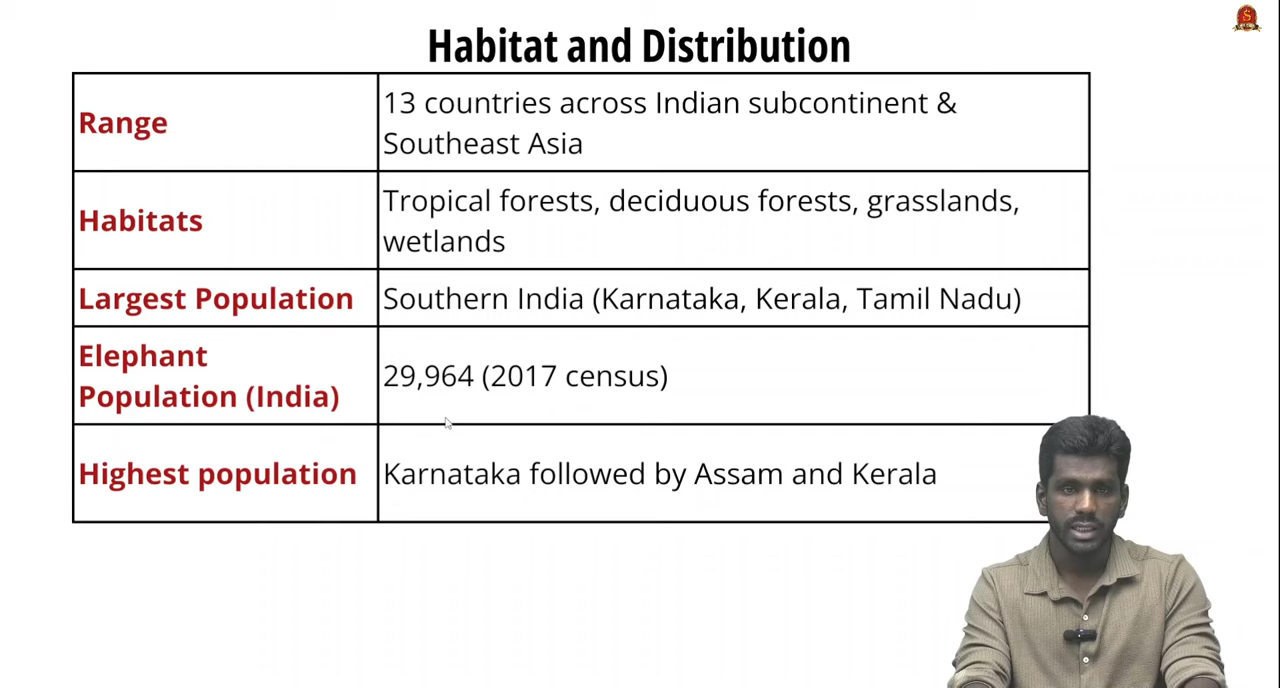 Habitat and Distribution
Range
13 countries across Indian subcontinent &
Southeast Asia
Habitats
Tropical forests, deciduous forests, grasslands,
wetlands
Largest Population
Southern India (Karnataka, Kerala, Tamil Nadu)
Elephant
Population (India)
29,964 (2017 census)
Highest population
Karnataka followed by Assam and Kerala